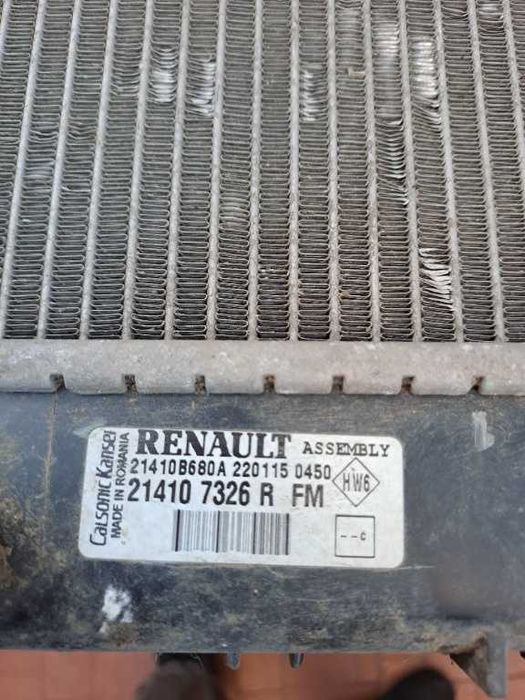 RENAULT ASSEMBLY
21410B680A 220115 0450
21410 7326 R FM
HW6
--C
Calsonic Kansei
MADE IN ROMANIA